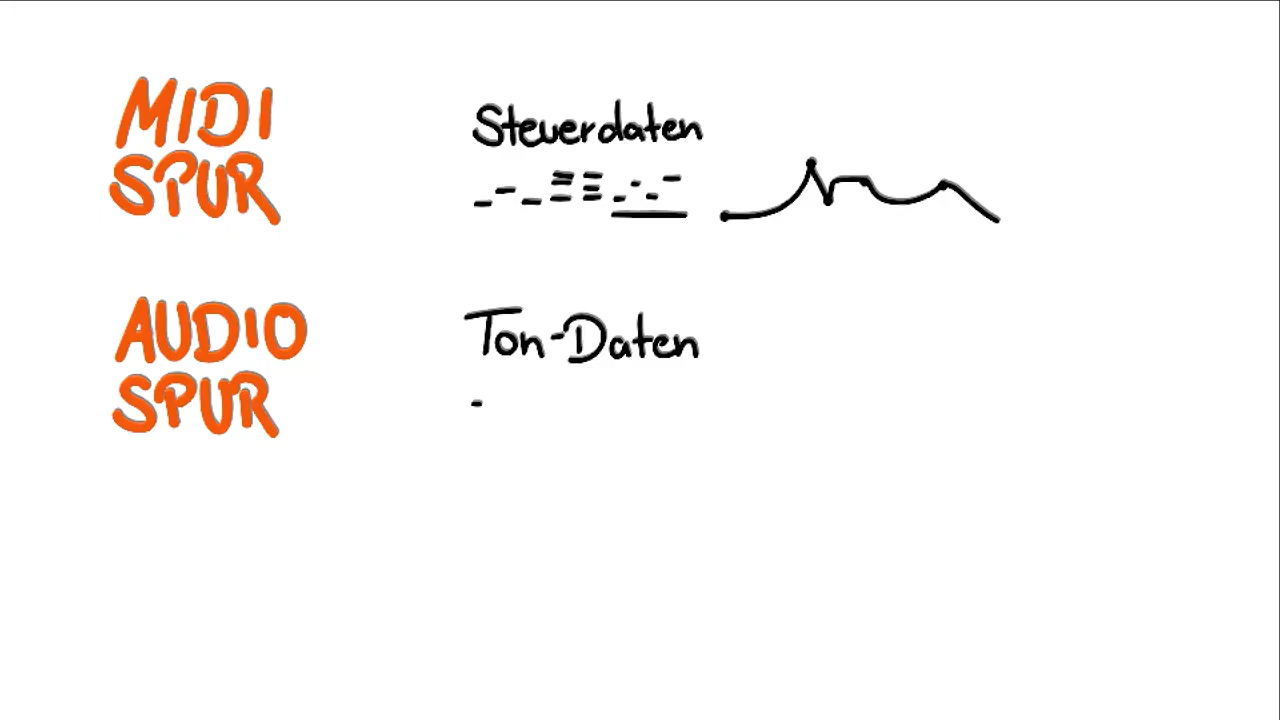 MIDI
SPUR
Steuerdaten
AUDIO
SPUR
Ton-Daten